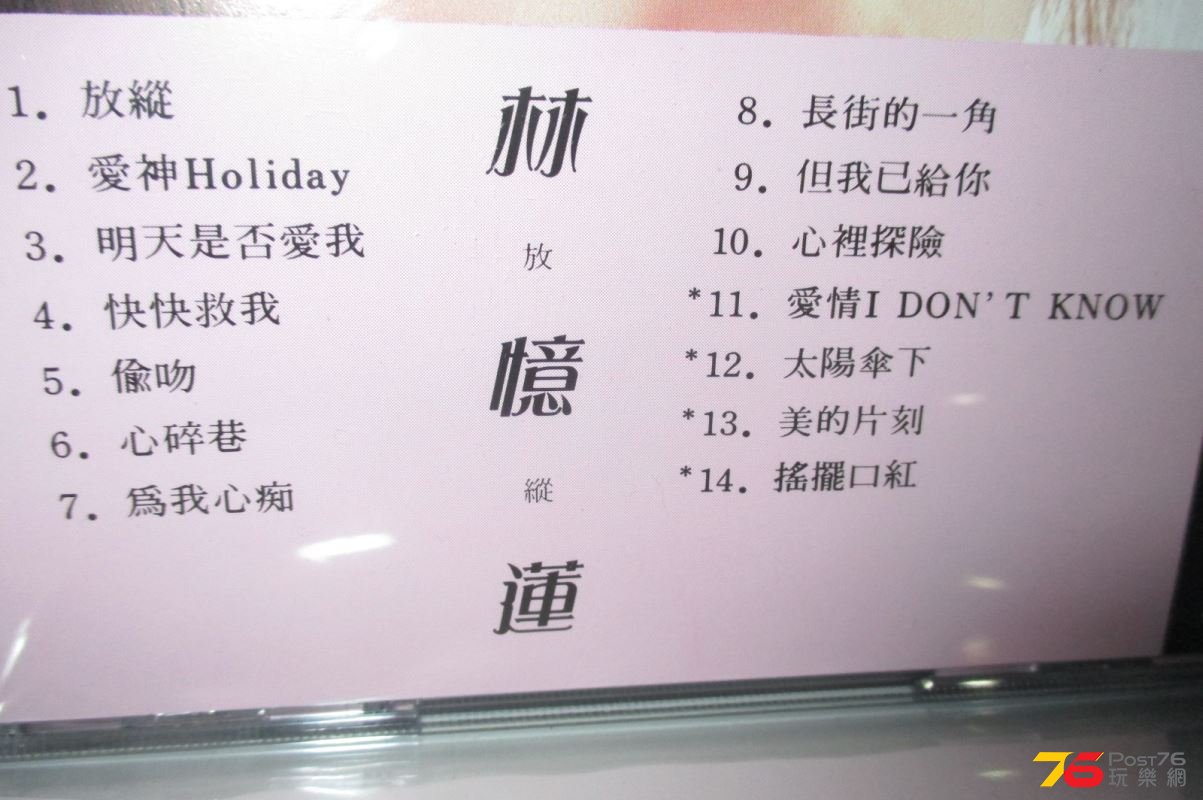 1. 放縱
2. 愛神Holiday
3. 明天是否愛我
4. 快快救我
5. 偷吻
6. 心碎巷
7. 為我心痴
林
放
憶
縱
蓮
8. 長街的一角
9. 但我已給你
10. 心裡探險
*11. 愛情I DON'T KNOW
*12. 太陽傘下
*13. 美的片刻
*14. 搖擺口紅
76 POST76
玩樂網